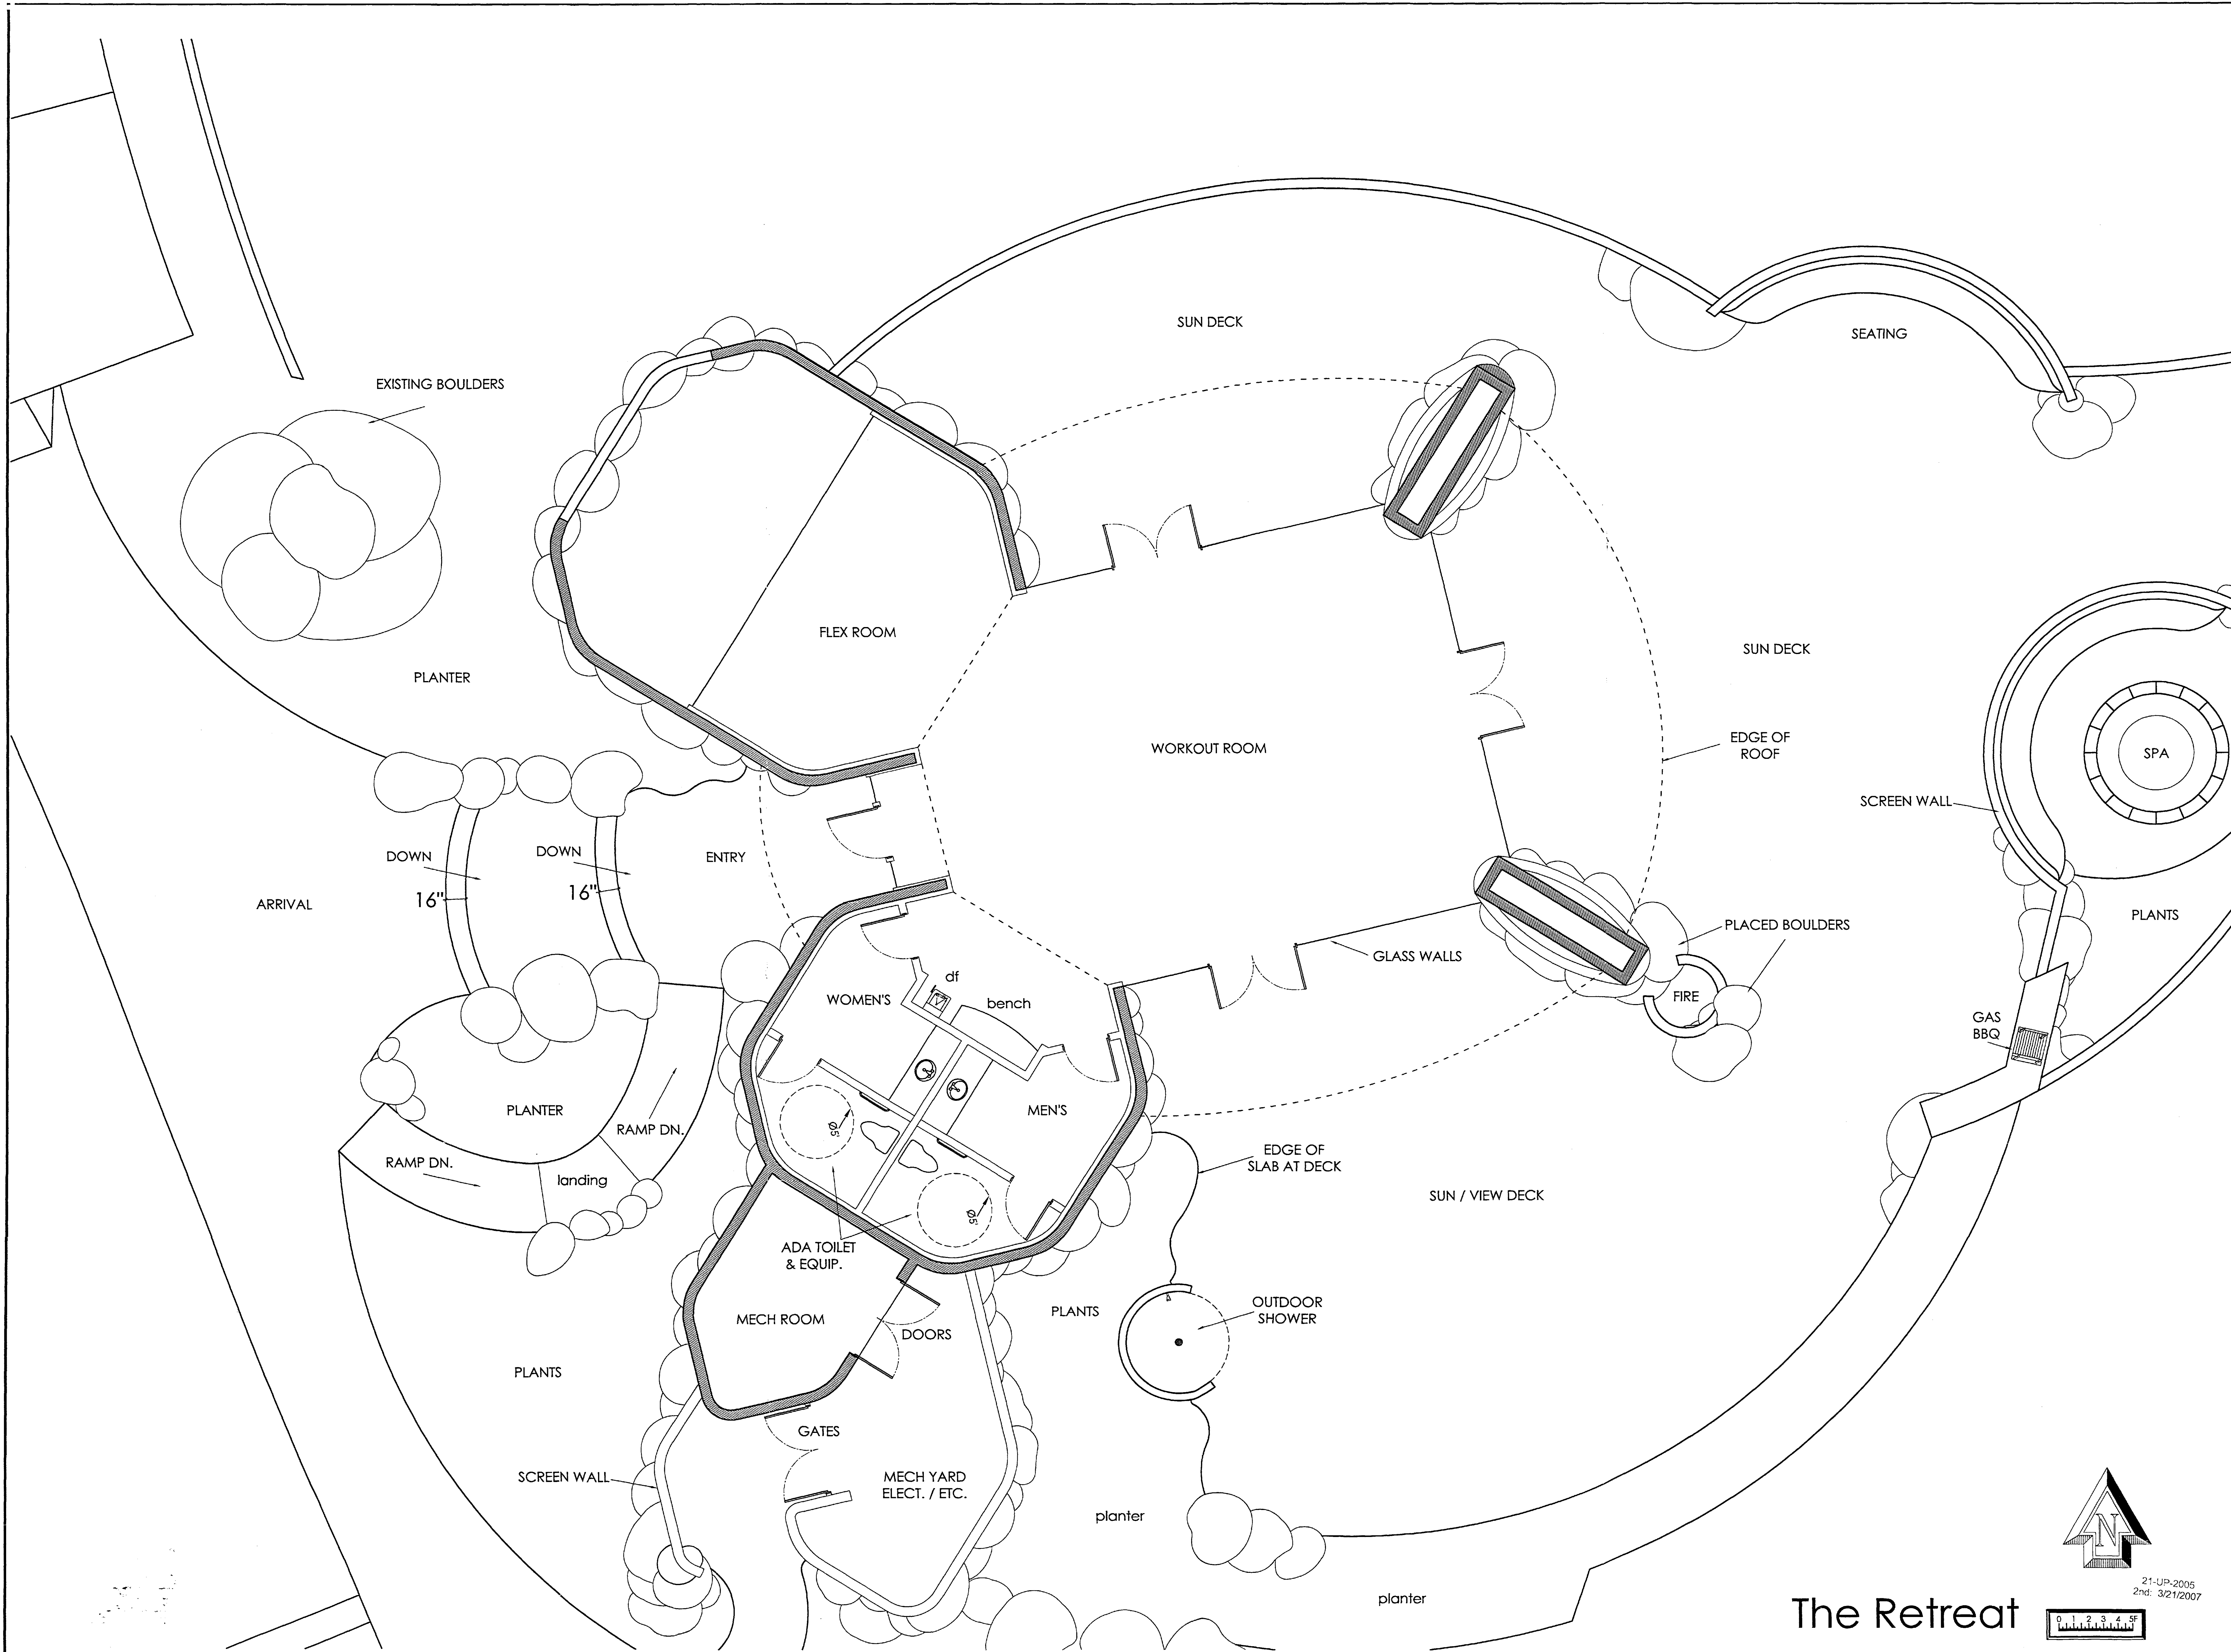 SUN DECK
SEATING
EXISTING BOULDERS
FLEX ROOM
SUN DECK
PLANTER
WORKOUT ROOM
EDGE OF
ROOF
SPA
SCREEN WALL
DOWN
DOWN
ENTRY
16"
16"
ARRIVAL
PLANTS
PLACED BOULDERS
GLASS WALLS
df
WOMEN'S
bench
FIRE
GAS
BBQ
PLANTER
MEN'S
RAMP DN.
Ø5'
EDGE OF
SLAB AT DECK
RAMP DN.
landing
SUN / VIEW DECK
Ø5'
ADA TOILET
& EQUIP.
OUTDOOR
SHOWER
PLANTS
MECH ROOM
DOORS
PLANTS
GATES
SCREEN WALL
MECH YARD
ELECT. / ETC.
planter
N
planter
21-UP-2005
2nd: 3/21/2007
The Retreat
0 1 2 3 4 5F